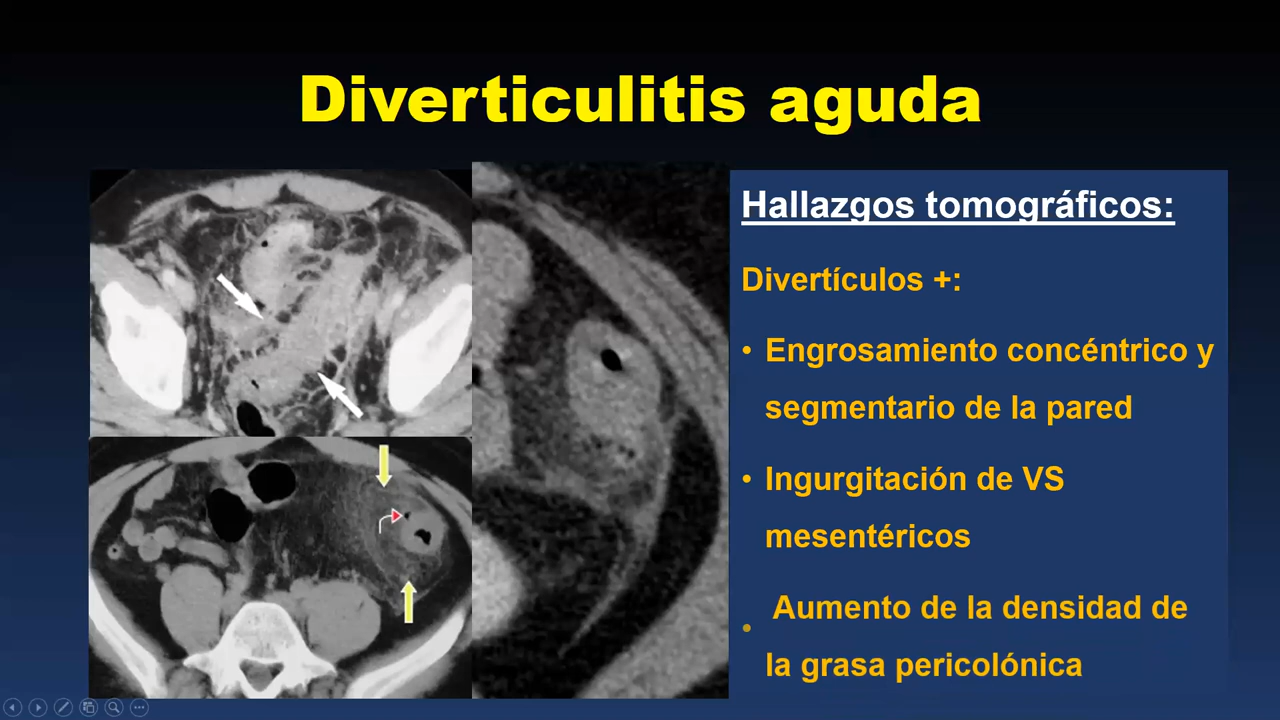 Diverticulitis aguda
Hallazgos tomográficos:
Divertículos +:
• Engrosamiento concéntrico y
segmentario de la pared
• Ingurgitación de VS
mesentéricos
• Aumento de la densidad de
la grasa pericolónica